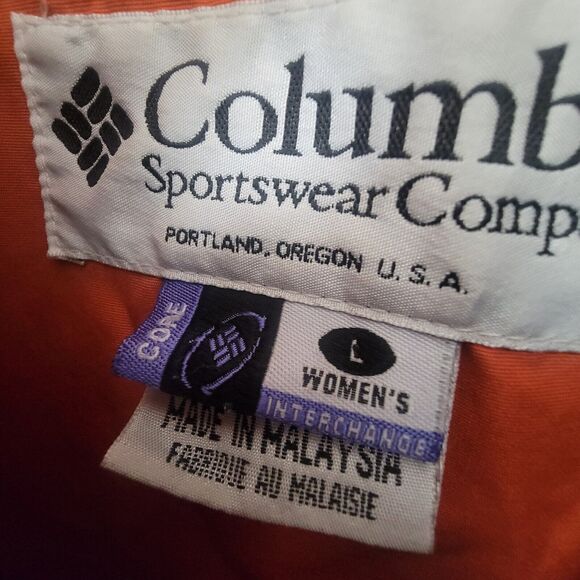 Columb
Sportswear Comp
PORTLAND, OREGON U.S.A.
CORE
L
WOMEN'S
INTERCHANGE
MADE IN MALAYSIA
FABRIQUE AU MALAISIE